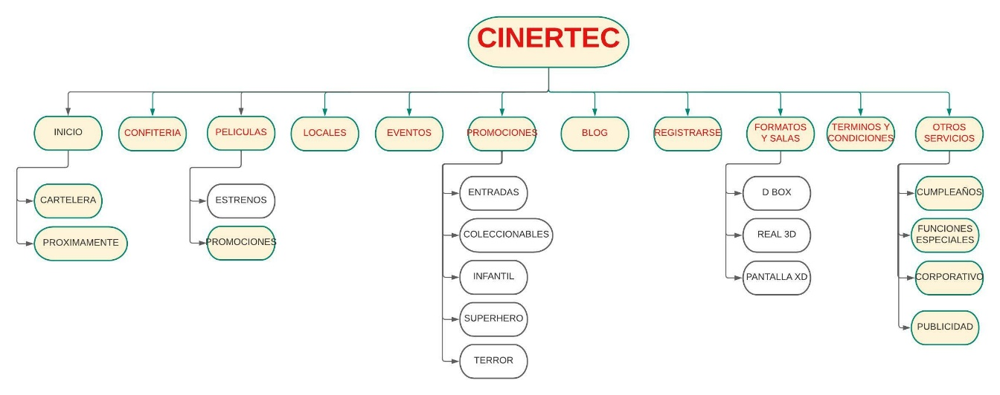 CINERTEC
INICIO
CONFITERIA
PELICULAS
LOCALES
EVENTOS
PROMOCIONES
BLOG
REGISTRARSE
FORMATOS
Y SALAS
TERMINOS Y
CONDICIONES
OTROS
SERVICIOS
CARTELERA
PROXIMAMENTE
ESTRENOS
PROMOCIONES
ENTRADAS
COLECCIONABLES
INFANTIL
SUPERHERO
TERROR
D BOX
REAL 3D
PANTALLA XD
CUMPLEAÑOS
FUNCIONES
ESPECIALES
CORPORATIVO
PUBLICIDAD